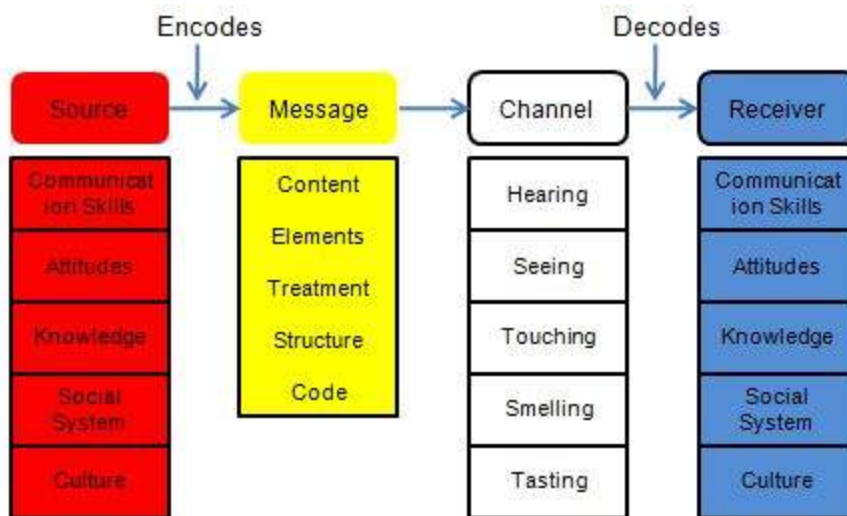 Encodes
Decodes
Source
Message
Channel
Receiver
Communicat
ion Skills
Attitudes
Knowledge
Social
System
Culture
Content
Elements
Treatment
Structure
Code
Hearing
Seeing
Touching
Smelling
Tasting
Communicat
ion Skills
Attitudes
Knowledge
Social
System
Culture